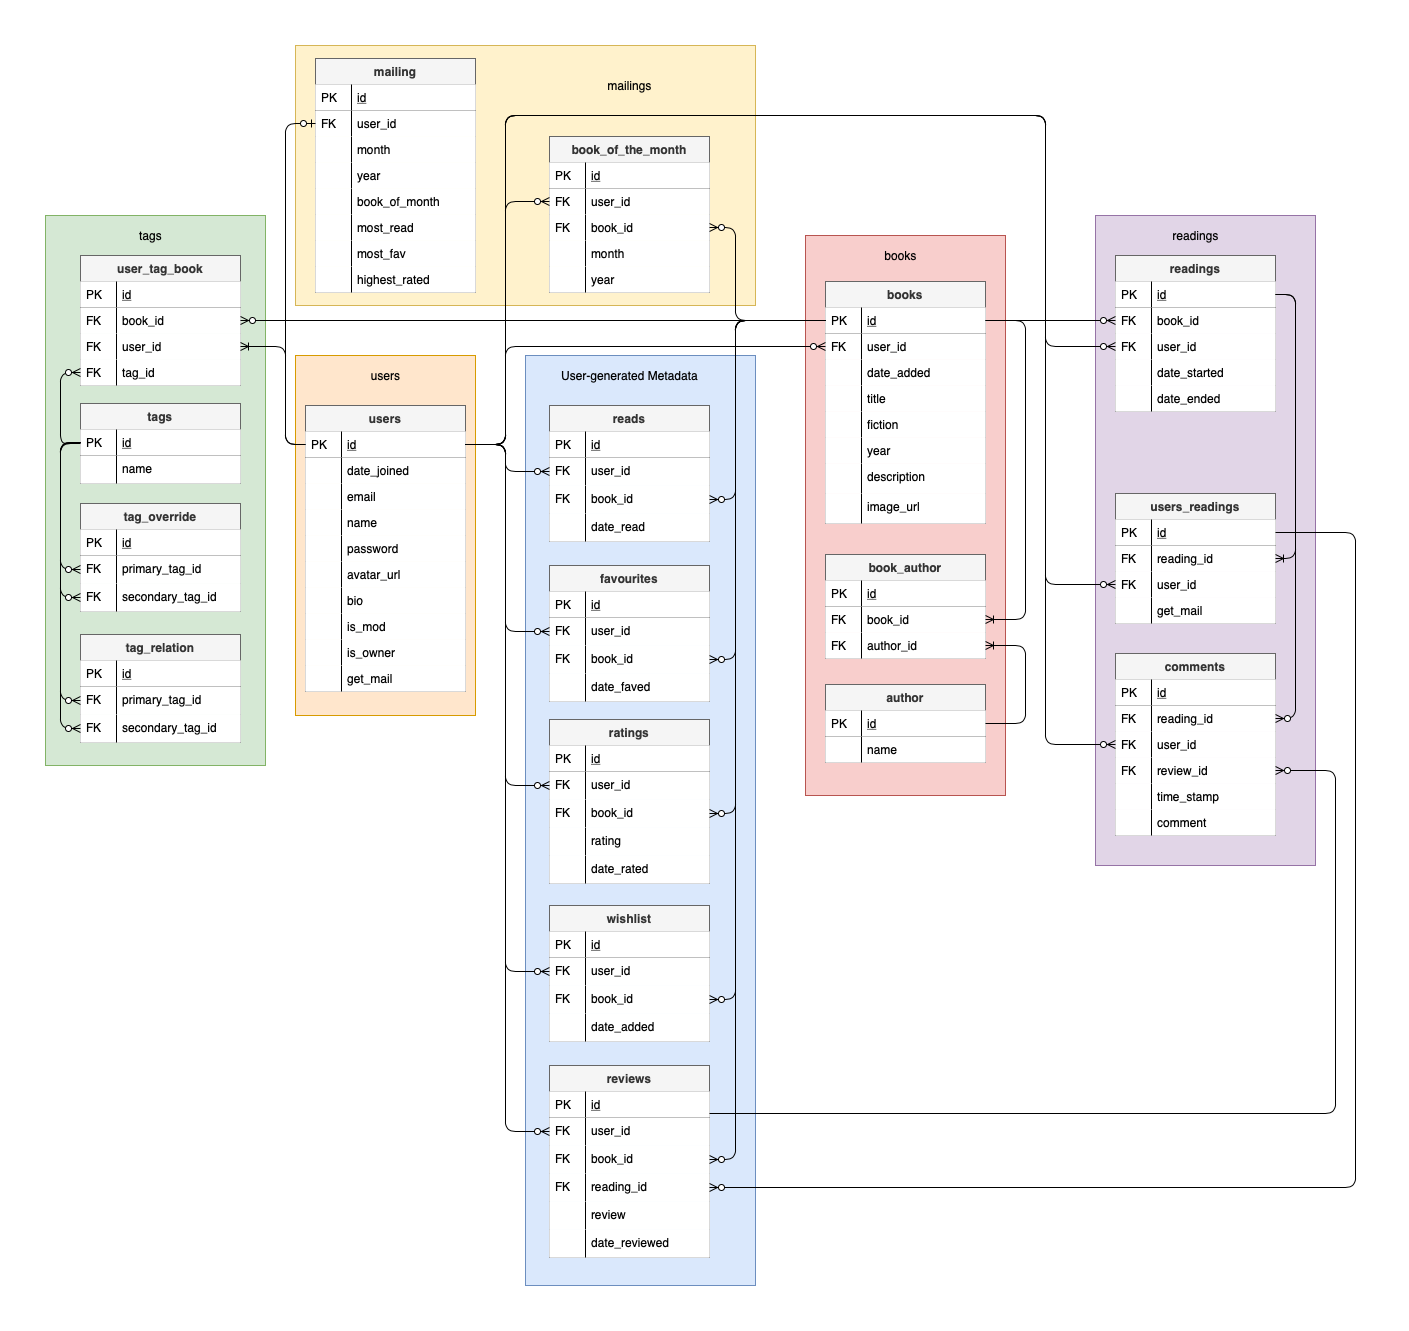 mailings
mailing
PK id
FK user_id
month
year
book_of_month
most_read
most_fav
highest_rated
book_of_the_month
PK id
FK user_id
FK book_id
month
year
tags
user_tag_book
PK id
FK book_id
FK user_id
FK tag_id
tags
PK id
name
tag_override
PK id
FK primary_tag_id
FK secondary_tag_id
tag_relation
PK id
FK primary_tag_id
FK secondary_tag_id
users
users
PK id
date_joined
email
name
password
avatar_url
bio
is_mod
is_owner
get_mail
User-generated Metadata
reads
PK id
FK user_id
FK book_id
date_read
favourites
PK id
FK user_id
FK book_id
date_faved
ratings
PK id
FK user_id
FK book_id
rating
date_rated
wishlist
PK id
FK user_id
FK book_id
date_added
reviews
PK id
FK user_id
FK book_id
FK reading_id
review
date_reviewed
books
books
PK id
FK user_id
date_added
title
fiction
year
description
image_url
book_author
PK id
FK book_id
FK author_id
author
PK id
name
readings
readings
PK id
FK book_id
FK user_id
date_started
date_ended
users_readings
PK id
FK reading_id
FK user_id
get_mail
comments
PK id
FK reading_id
FK user_id
FK review_id
time_stamp
comment